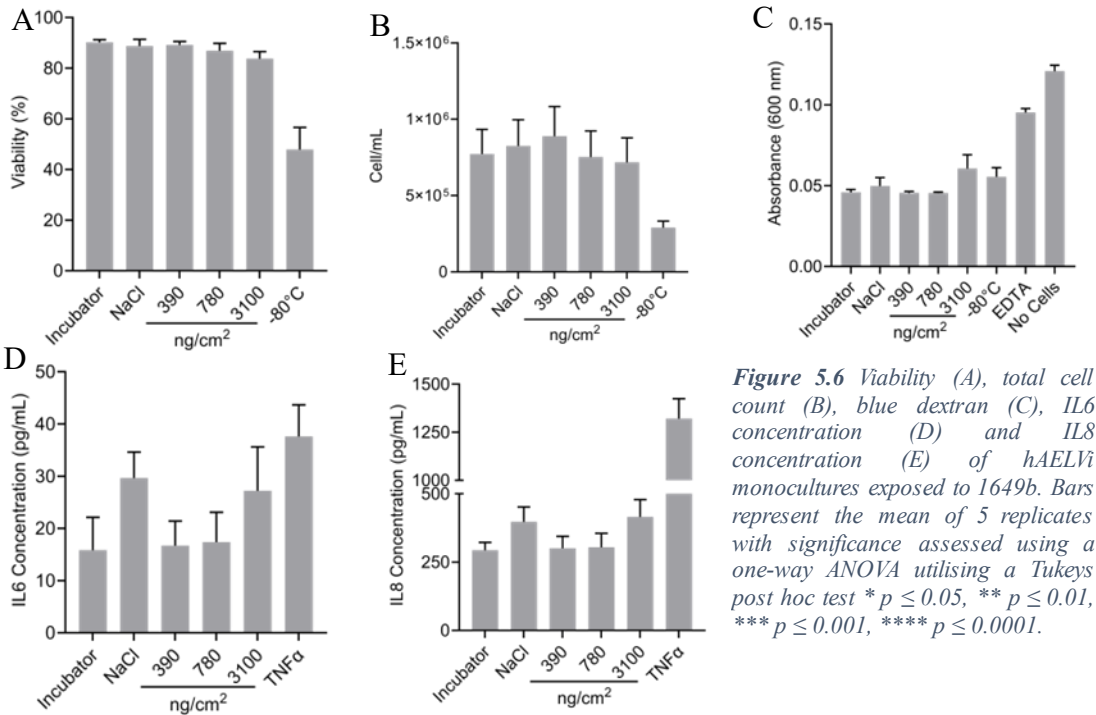 A
Viability (%)
100
80
60
40
20
0
Incubator
NaCl
390
780
3100
-80°C
ng/cm²
B
Cell/mL
1.5×10⁶
1×10⁶
5×10⁵
0
Incubator
NaCl
390
780
3100
-80°C
ng/cm²
C
Absorbance (600 nm)
0.15
0.10
0.05
0.00
Incubator
NaCl
390
780
3100
-80°C
EDTA
No Cells
ng/cm²
D
IL6 Concentration (pg/mL)
50
40
30
20
10
0
Incubator
NaCl
390
780
3100
TNFα
ng/cm²
E
IL8 Concentration (pg/mL)
1500
1250
1000
500
250
0
Incubator
NaCl
390
780
3100
TNFα
ng/cm²
Figure 5.6 Viability (A), total cell
count (B), blue dextran (C), IL6
concentration (D) and IL8
concentration (E) of hAELVi
monocultures exposed to 1649b. Bars
represent the mean of 5 replicates
with significance assessed using a
one-way ANOVA utilising a Tukeys
post hoc test * p ≤ 0.05, ** p ≤ 0.01,
*** p ≤ 0.001, **** p ≤ 0.0001.